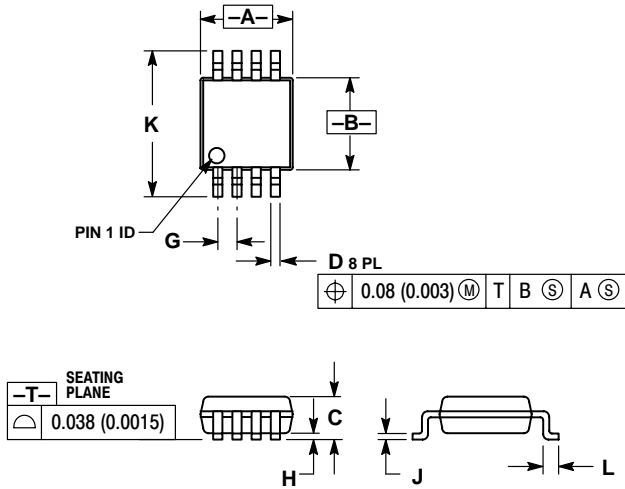 –A–
K
–B–
PIN 1 ID
G
D 8 PL
⌖ 0.08 (0.003) Ⓜ T B Ⓢ A Ⓢ
–T– SEATING
PLANE
⌓ 0.038 (0.0015)
C
H
J
L